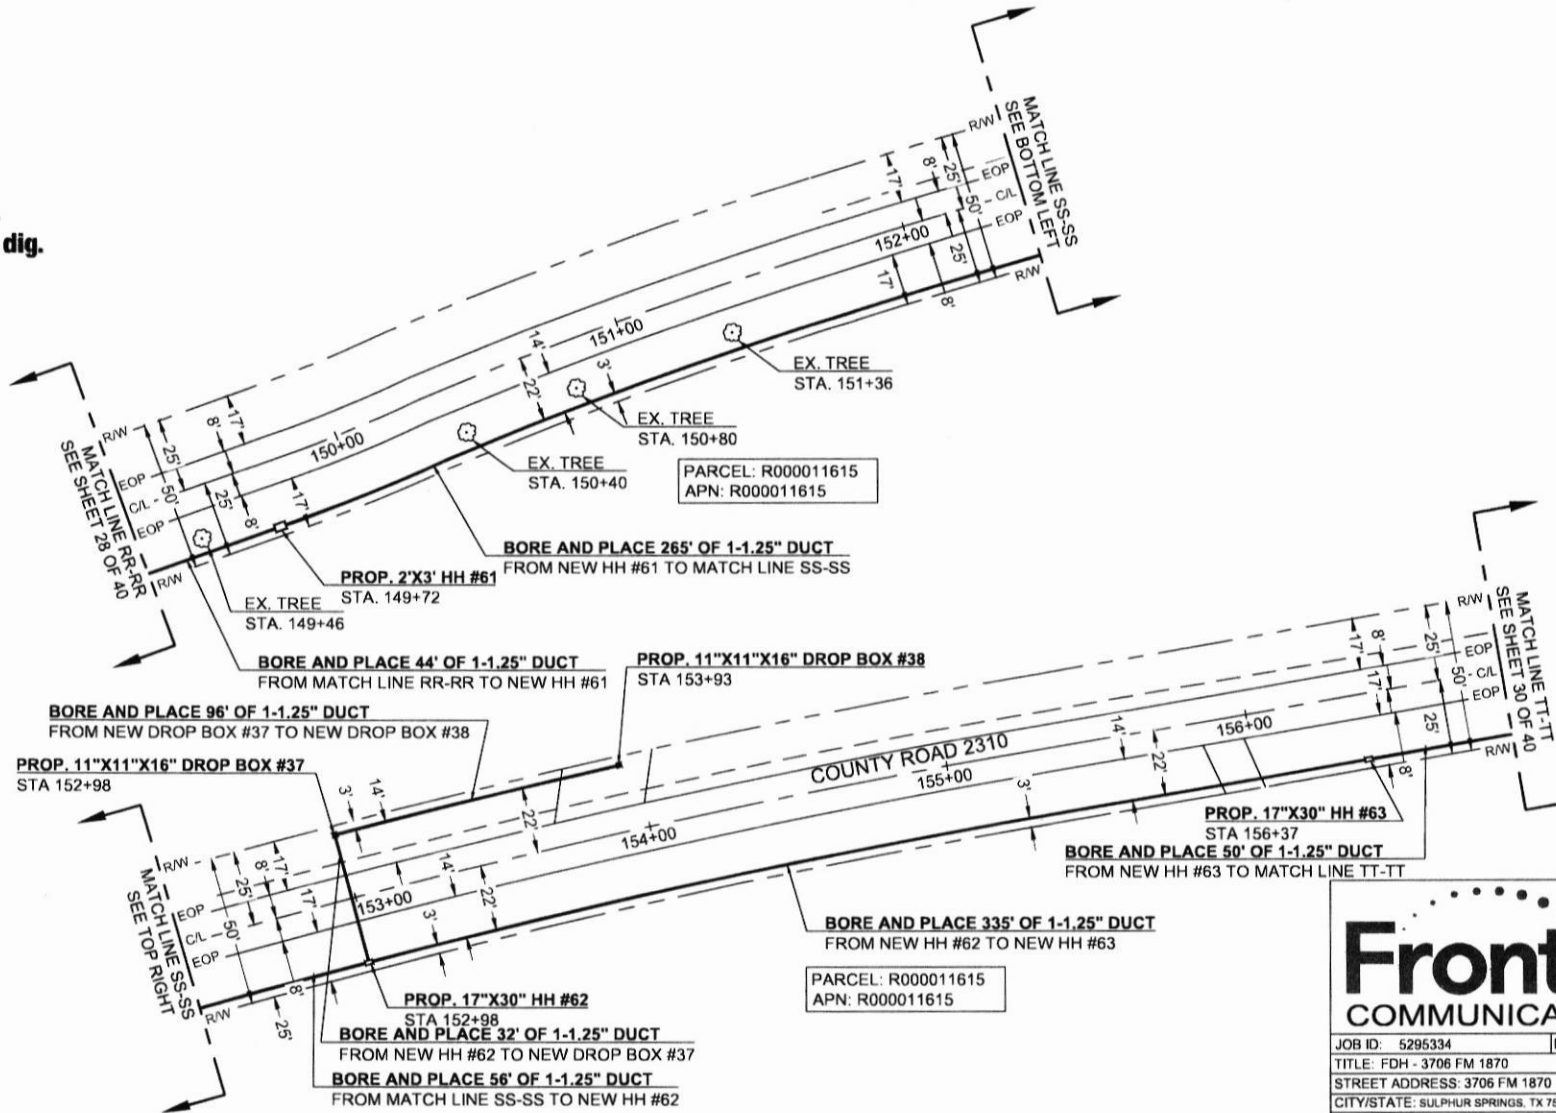 dig.
MATCH LINE SS-SS
SEE BOTTOM LEFT
R/W
EOP
C/L
EOP
R/W
17'
8'
25'
50'
25'
17'
8'
152+00
151+00
14'
22'
3'
EX. TREE
STA. 151+36
EX. TREE
STA. 150+80
EX. TREE
STA. 150+40
PARCEL: R000011615
APN: R000011615
150+00
17'
8'
25'
50'
25'
8'
17'
R/W
EOP
C/L
EOP
R/W
MATCH LINE RR-RR
SEE SHEET 28 OF 40
BORE AND PLACE 265' OF 1-1.25" DUCT
FROM NEW HH #61 TO MATCH LINE SS-SS
PROP. 2'X3' HH #61
STA. 149+72
EX. TREE
STA. 149+46
BORE AND PLACE 44' OF 1-1.25" DUCT
FROM MATCH LINE RR-RR TO NEW HH #61
PROP. 11"X11"X16" DROP BOX #38
STA 153+93
BORE AND PLACE 96' OF 1-1.25" DUCT
FROM NEW DROP BOX #37 TO NEW DROP BOX #38
PROP. 11"X11"X16" DROP BOX #37
STA 152+98
3'
14'
22'
COUNTY ROAD 2310
153+00
154+00
155+00
156+00
14'
22'
3'
14'
22'
3'
17'
8'
17'
25'
50'
25'
8'
R/W
EOP
C/L
EOP
R/W
MATCH LINE TT-TT
SEE SHEET 30 OF 40
PROP. 17"X30" HH #63
STA 156+37
BORE AND PLACE 50' OF 1-1.25" DUCT
FROM NEW HH #63 TO MATCH LINE TT-TT
R/W
EOP
C/L
EOP
R/W
17'
8'
25'
17'
50'
8'
25'
MATCH LINE SS-SS
SEE TOP RIGHT
BORE AND PLACE 335' OF 1-1.25" DUCT
FROM NEW HH #62 TO NEW HH #63
PARCEL: R000011615
APN: R000011615
PROP. 17"X30" HH #62
STA 152+98
BORE AND PLACE 32' OF 1-1.25" DUCT
FROM NEW HH #62 TO NEW DROP BOX #37
BORE AND PLACE 56' OF 1-1.25" DUCT
FROM MATCH LINE SS-SS TO NEW HH #62
Front
COMMUNICA
JOB ID: 5295334
TITLE: FDH - 3706 FM 1870
STREET ADDRESS: 3706 FM 1870
CITY/STATE: SULPHUR SPRINGS, TX 75